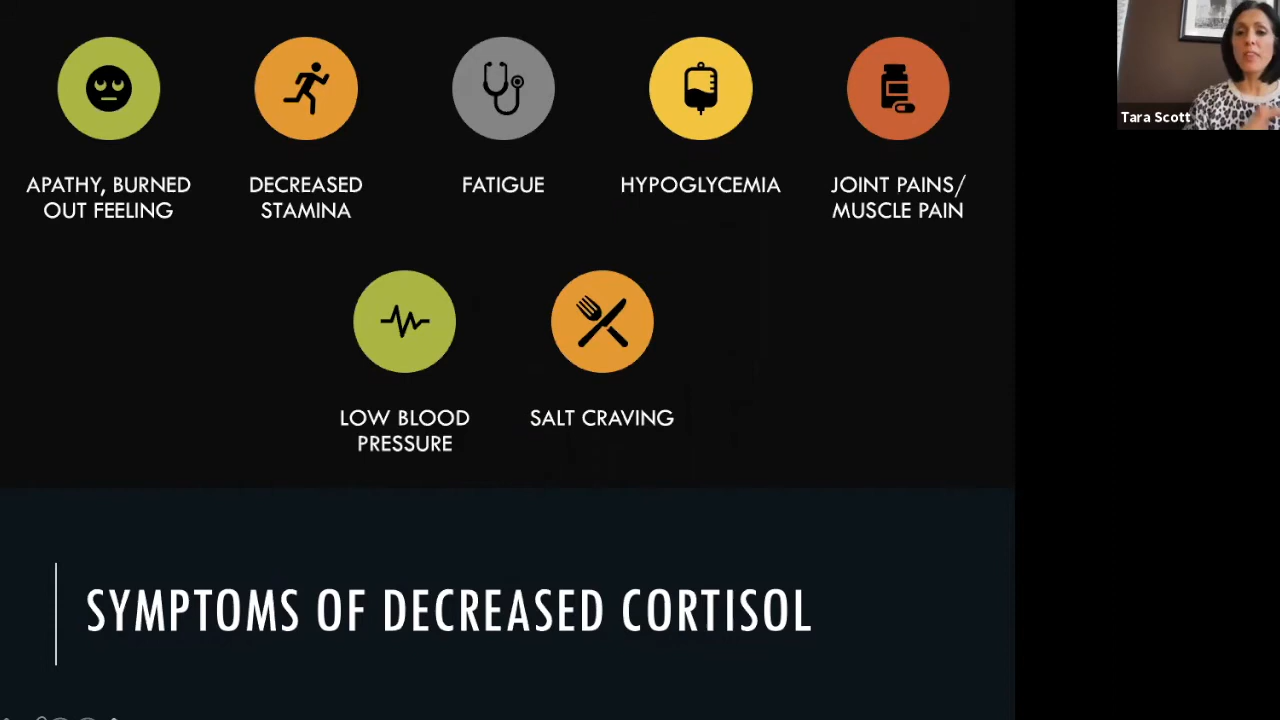 Tara Scott
APATHY, BURNED
OUT FEELING
DECREASED
STAMINA
FATIGUE
HYPOGLYCEMIA
JOINT PAINS/
MUSCLE PAIN
LOW BLOOD
PRESSURE
SALT CRAVING
SYMPTOMS OF DECREASED CORTISOL